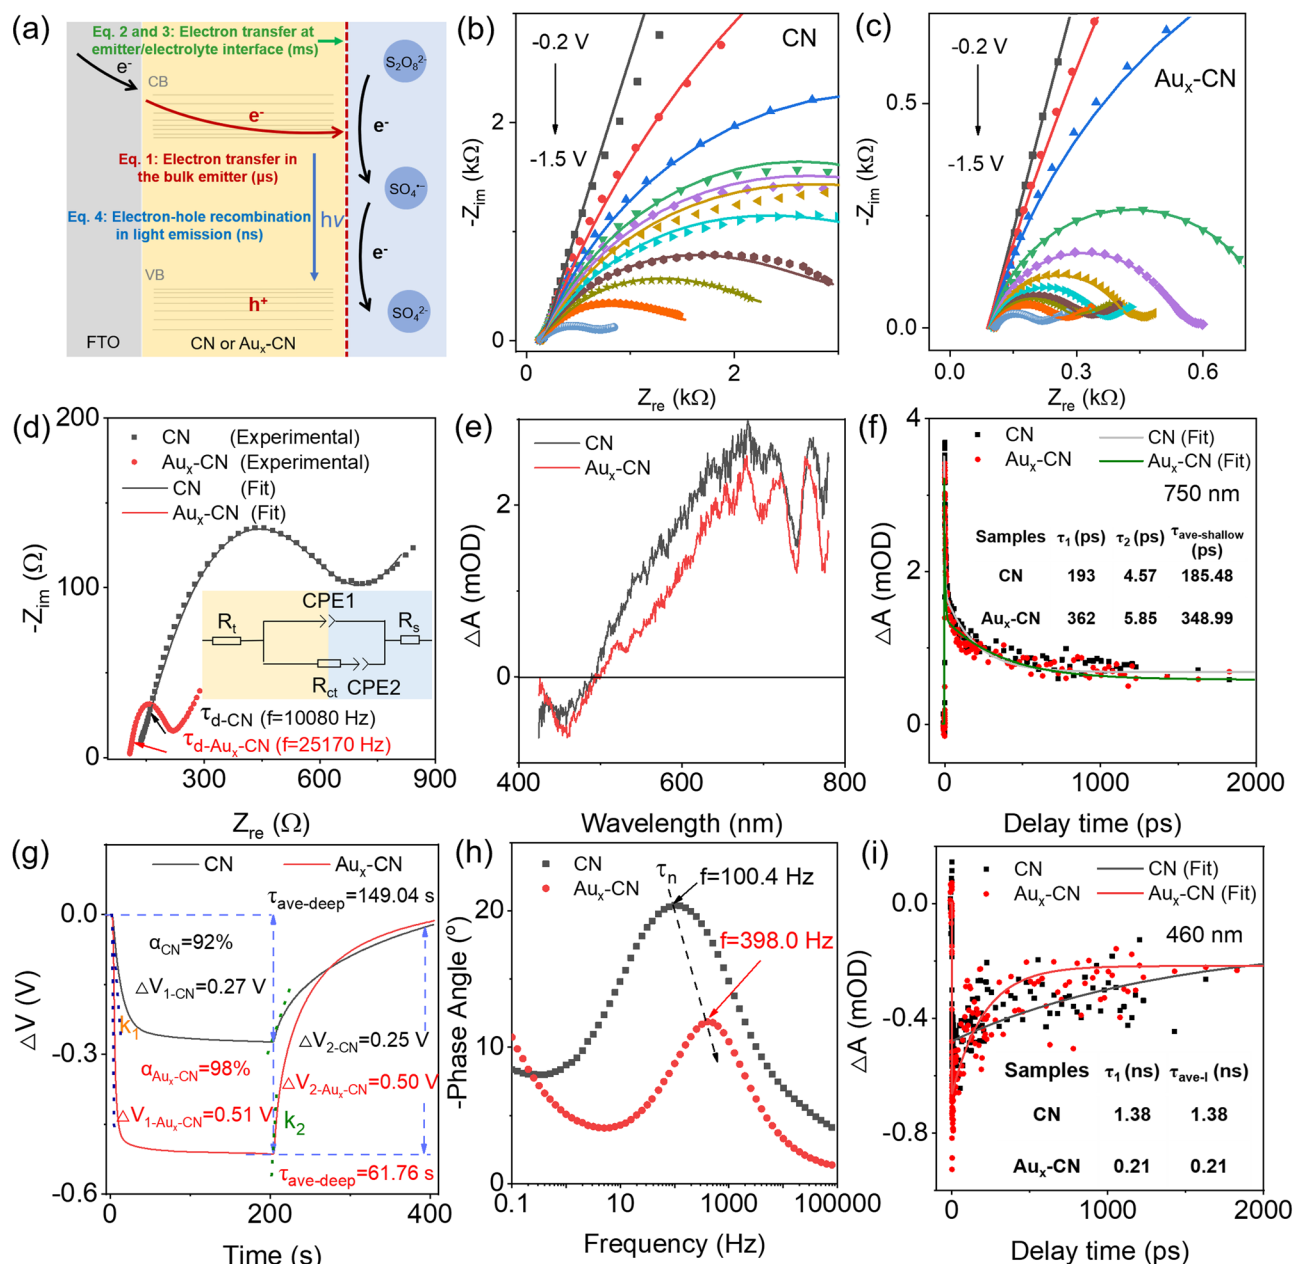 (a)
Eq. 2 and 3: Electron transfer at
emitter/electrolyte interface (ms)
e-
CB
e-
Eq. 1: Electron transfer in
the bulk emitter (μs)
Eq. 4: Electron-hole recombination
in light emission (ns)
hν
VB
h+
S2O8²-
e-
SO4•−
e-
SO4²-
FTO
CN or Aux-CN
(b)
CN
-0.2 V
-1.5 V
-Zim (kΩ)
2
0
0
1
2
Zre (kΩ)
(c)
Aux-CN
-0.2 V
-1.5 V
-Zim (kΩ)
0.5
0.0
0.0
0.3
0.6
Zre (kΩ)
(d)
CN (Experimental)
Aux-CN (Experimental)
CN (Fit)
Aux-CN (Fit)
-Zim (Ω)
200
100
0
CPE1
Rt
Rs
Rct
CPE2
τd-CN (f=10080 Hz)
τd-Aux-CN (f=25170 Hz)
300
600
900
Zre (Ω)
(e)
CN
Aux-CN
△A (mOD)
2
0
400
600
800
Wavelength (nm)
(f)
CN
CN (Fit)
Aux-CN
Aux-CN (Fit)
750 nm
Samples τ1 (ps) τ2 (ps) τave-shallow (ps)
CN 193 4.57 185.48
Aux-CN 362 5.85 348.99
△A (mOD)
4
2
0
0
1000
2000
Delay time (ps)
(g)
CN
Aux-CN
τave-deep=149.04 s
αCN=92%
△V1-CN=0.27 V
k1
△V2-CN=0.25 V
αAux-CN=98%
△V2-Aux-CN=0.50 V
△V1-Aux-CN=0.51 V
k2
τave-deep=61.76 s
△V (V)
0.0
-0.3
-0.6
0
200
400
Time (s)
(h)
CN
Aux-CN
τn
f=100.4 Hz
f=398.0 Hz
-Phase Angle (º)
20
10
0
0.1
10
1000
100000
Frequency (Hz)
(i)
CN
CN (Fit)
Aux-CN
Aux-CN (Fit)
460 nm
Samples τ1 (ns) τave-l (ns)
CN 1.38 1.38
Aux-CN 0.21 0.21
△A (mOD)
0.0
-0.4
-0.8
0
1000
2000
Delay time (ps)